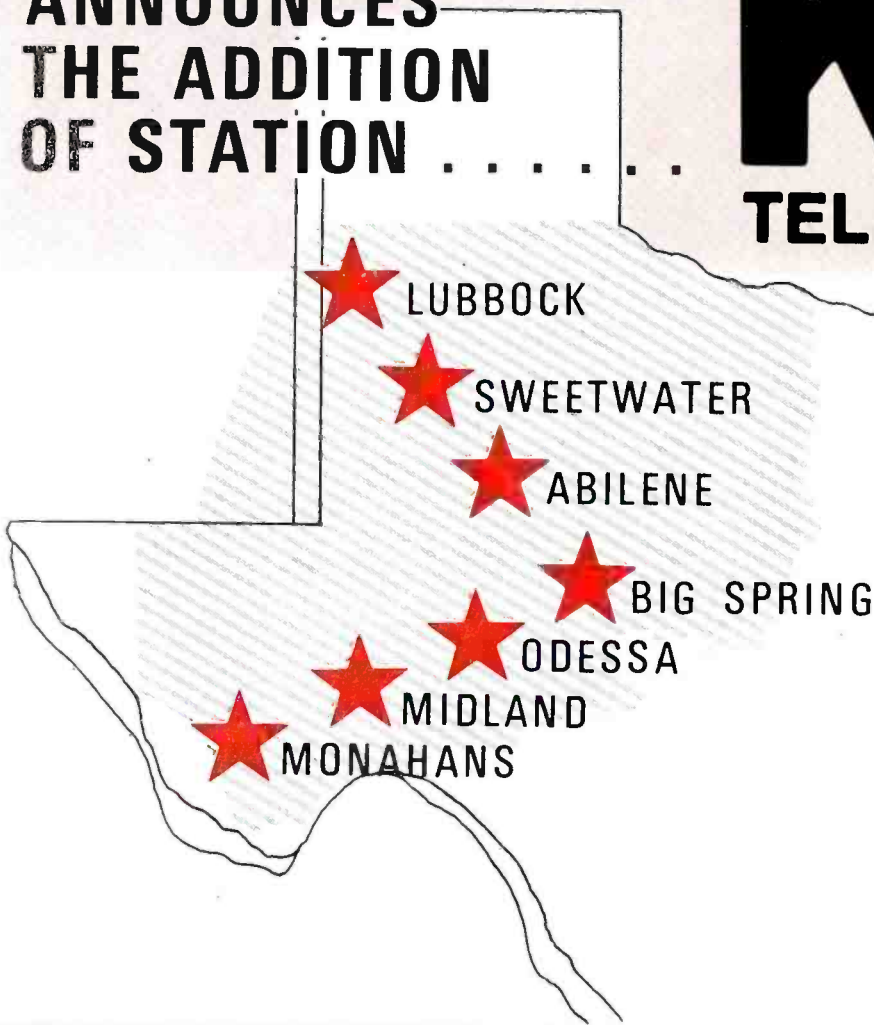 ANNOUNCES
THE ADDITION
OF STATION ......
TEL
LUBBOCK
SWEETWATER
ABILENE
BIG SPRING
ODESSA
MIDLAND
MONAHANS